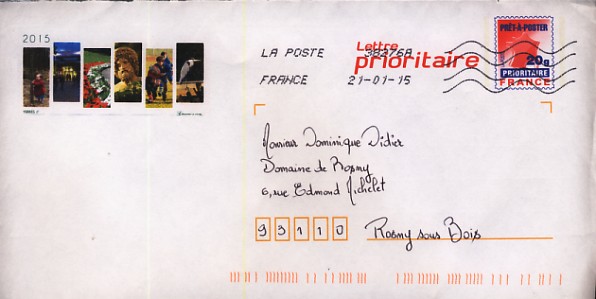 2015
LA POSTE 38276A
FRANCE 21-01-15
Lettre
prioritaire
PRÊT-À-POSTER
20g
PRIORITAIRE
FRANCE
Monsieur Dominique Didier
Domaine de Rosny
6, rue Edmond Michelet
93110 Rosny sous Bois